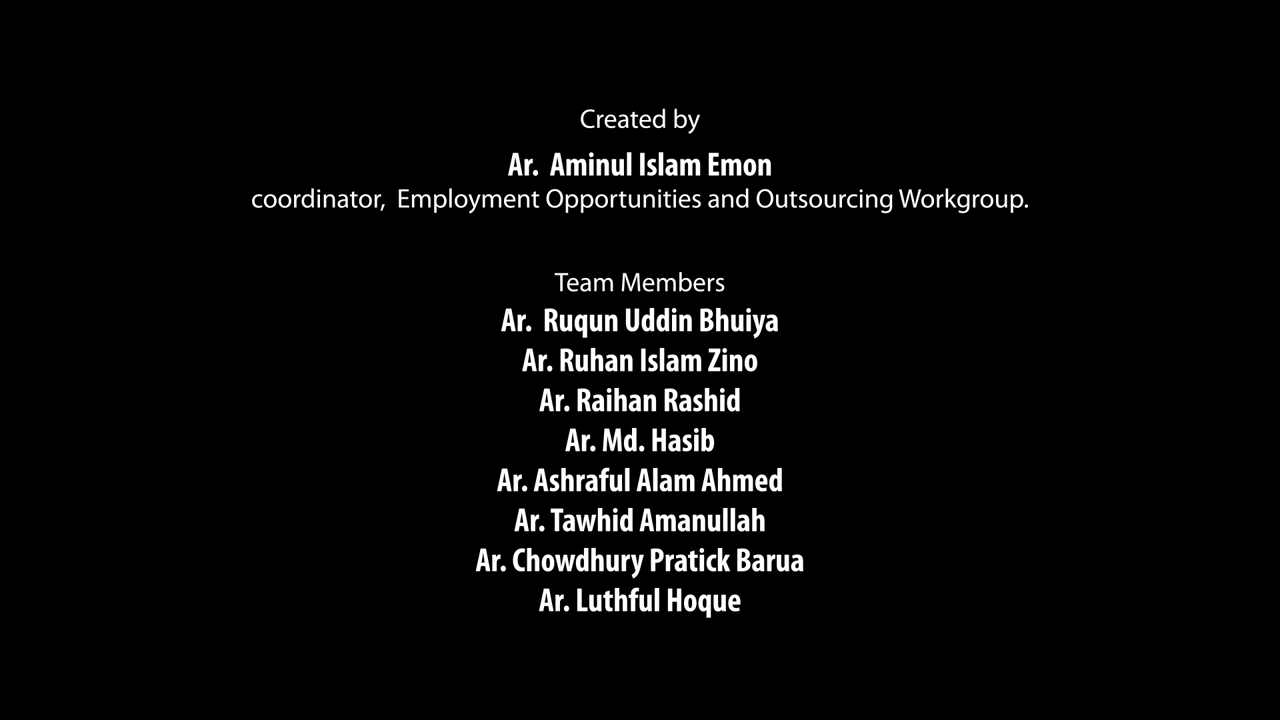 Created by
Ar. Aminul Islam Emon
coordinator, Employment Opportunities and Outsourcing Workgroup.
Team Members
Ar. Ruqun Uddin Bhuiya
Ar. Ruhan Islam Zino
Ar. Raihan Rashid
Ar. Md. Hasib
Ar. Ashraful Alam Ahmed
Ar. Tawhid Amanullah
Ar. Chowdhury Pratick Barua
Ar. Luthful Hoque